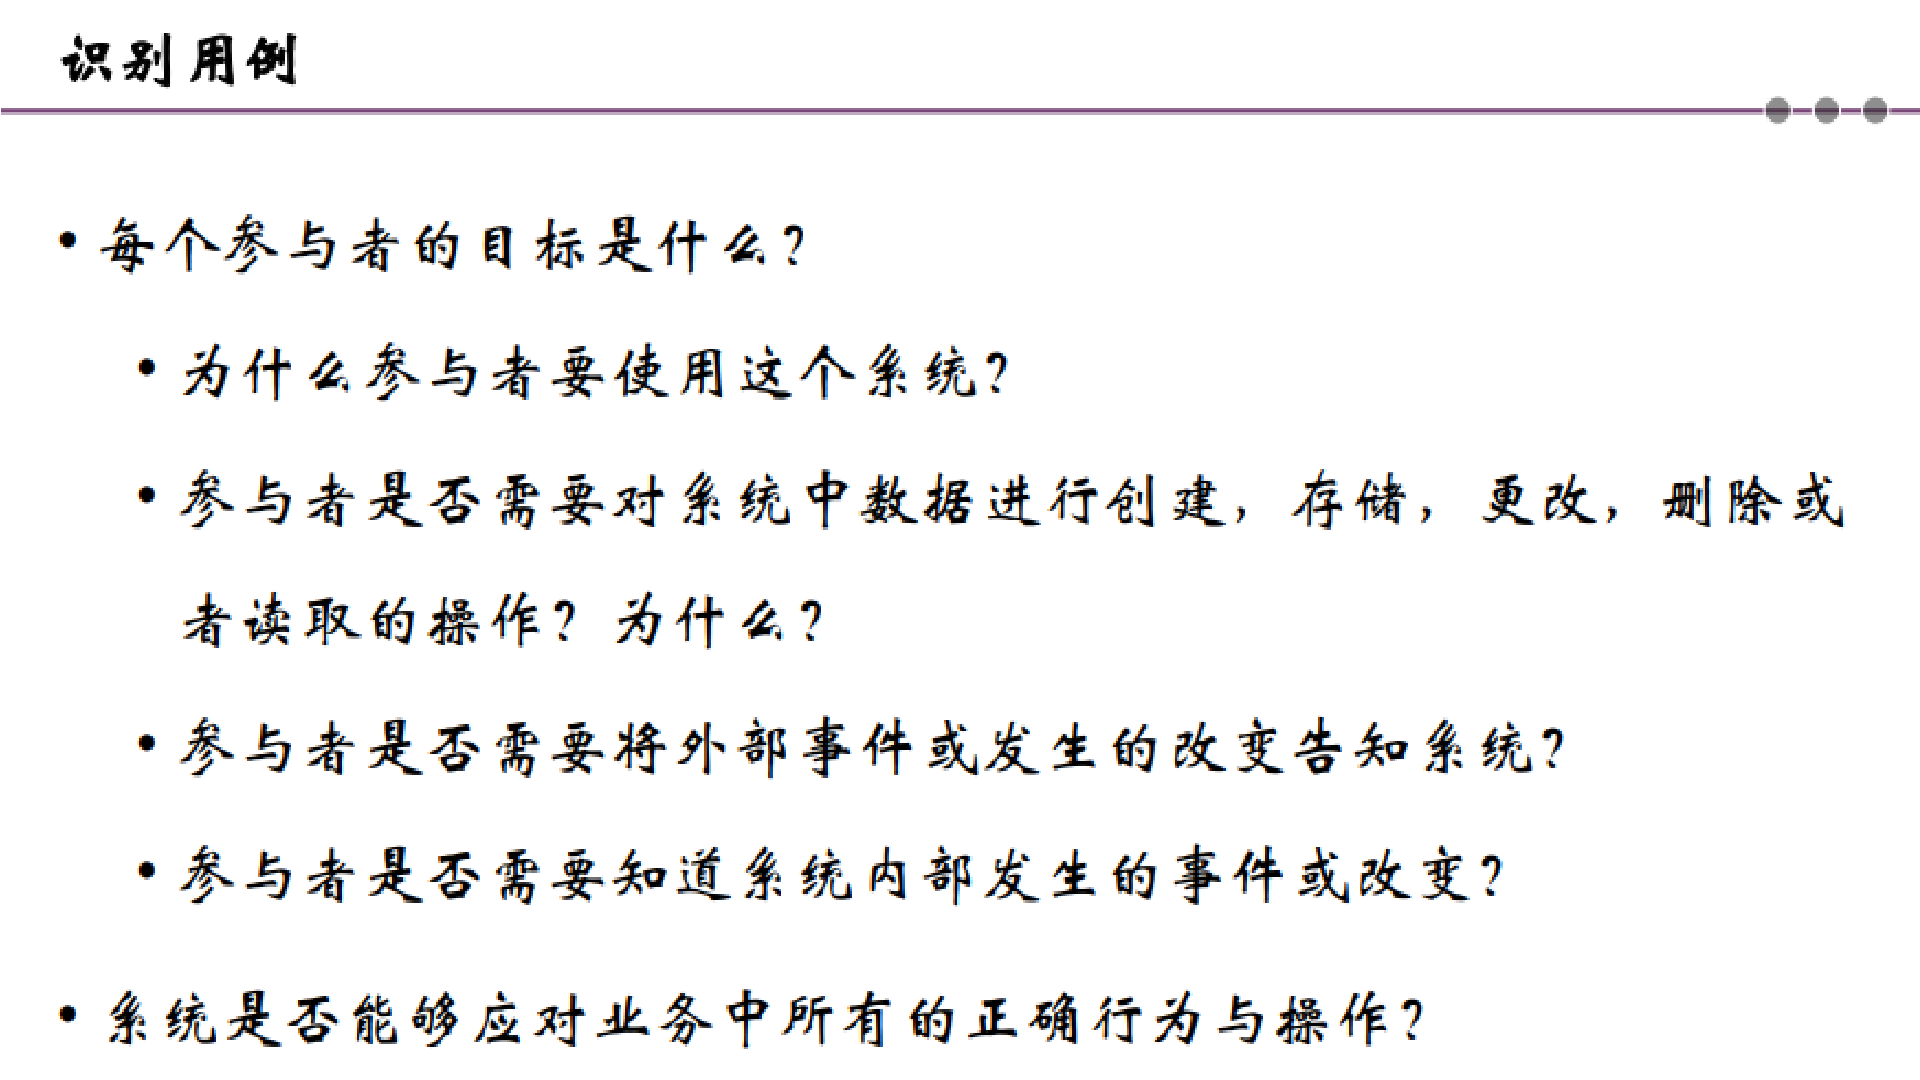 识别用例
• 每个参与者的目标是什么？
• 为什么参与者要使用这个系统？
• 参与者是否需要对系统中数据进行创建，存储，更改，删除或
者读取的操作？为什么？
• 参与者是否需要将外部事件或发生的改变告知系统？
• 参与者是否需要知道系统内部发生的事件或改变？
• 系统是否能够应对业务中所有的正确行为与操作？